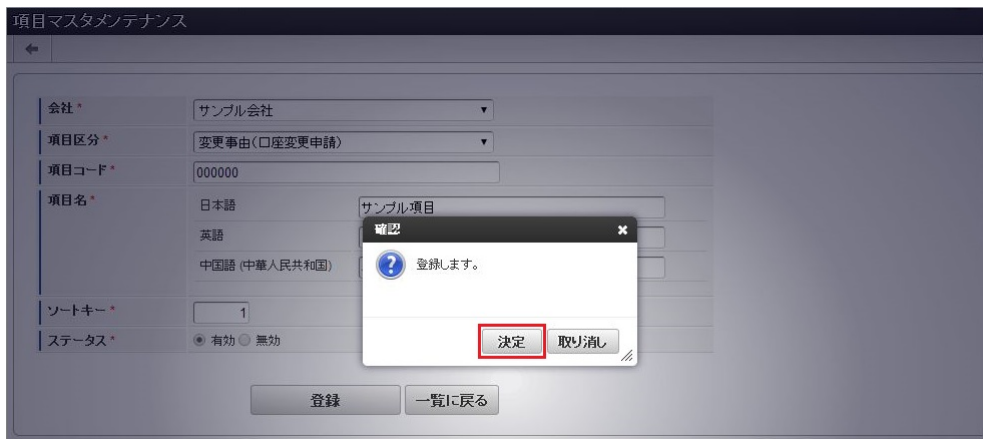 項目マスタメンテナンス
会社 *
サンプル会社
項目区分 *
変更事由(口座変更申請)
項目コード *
000000
項目名 *
日本語
サンプル項目
英語
中国語 (中華人民共和国)
確認
登録します。
決定
取り消し
ソートキー *
1
ステータス *
有効 無効
登録
一覧に戻る